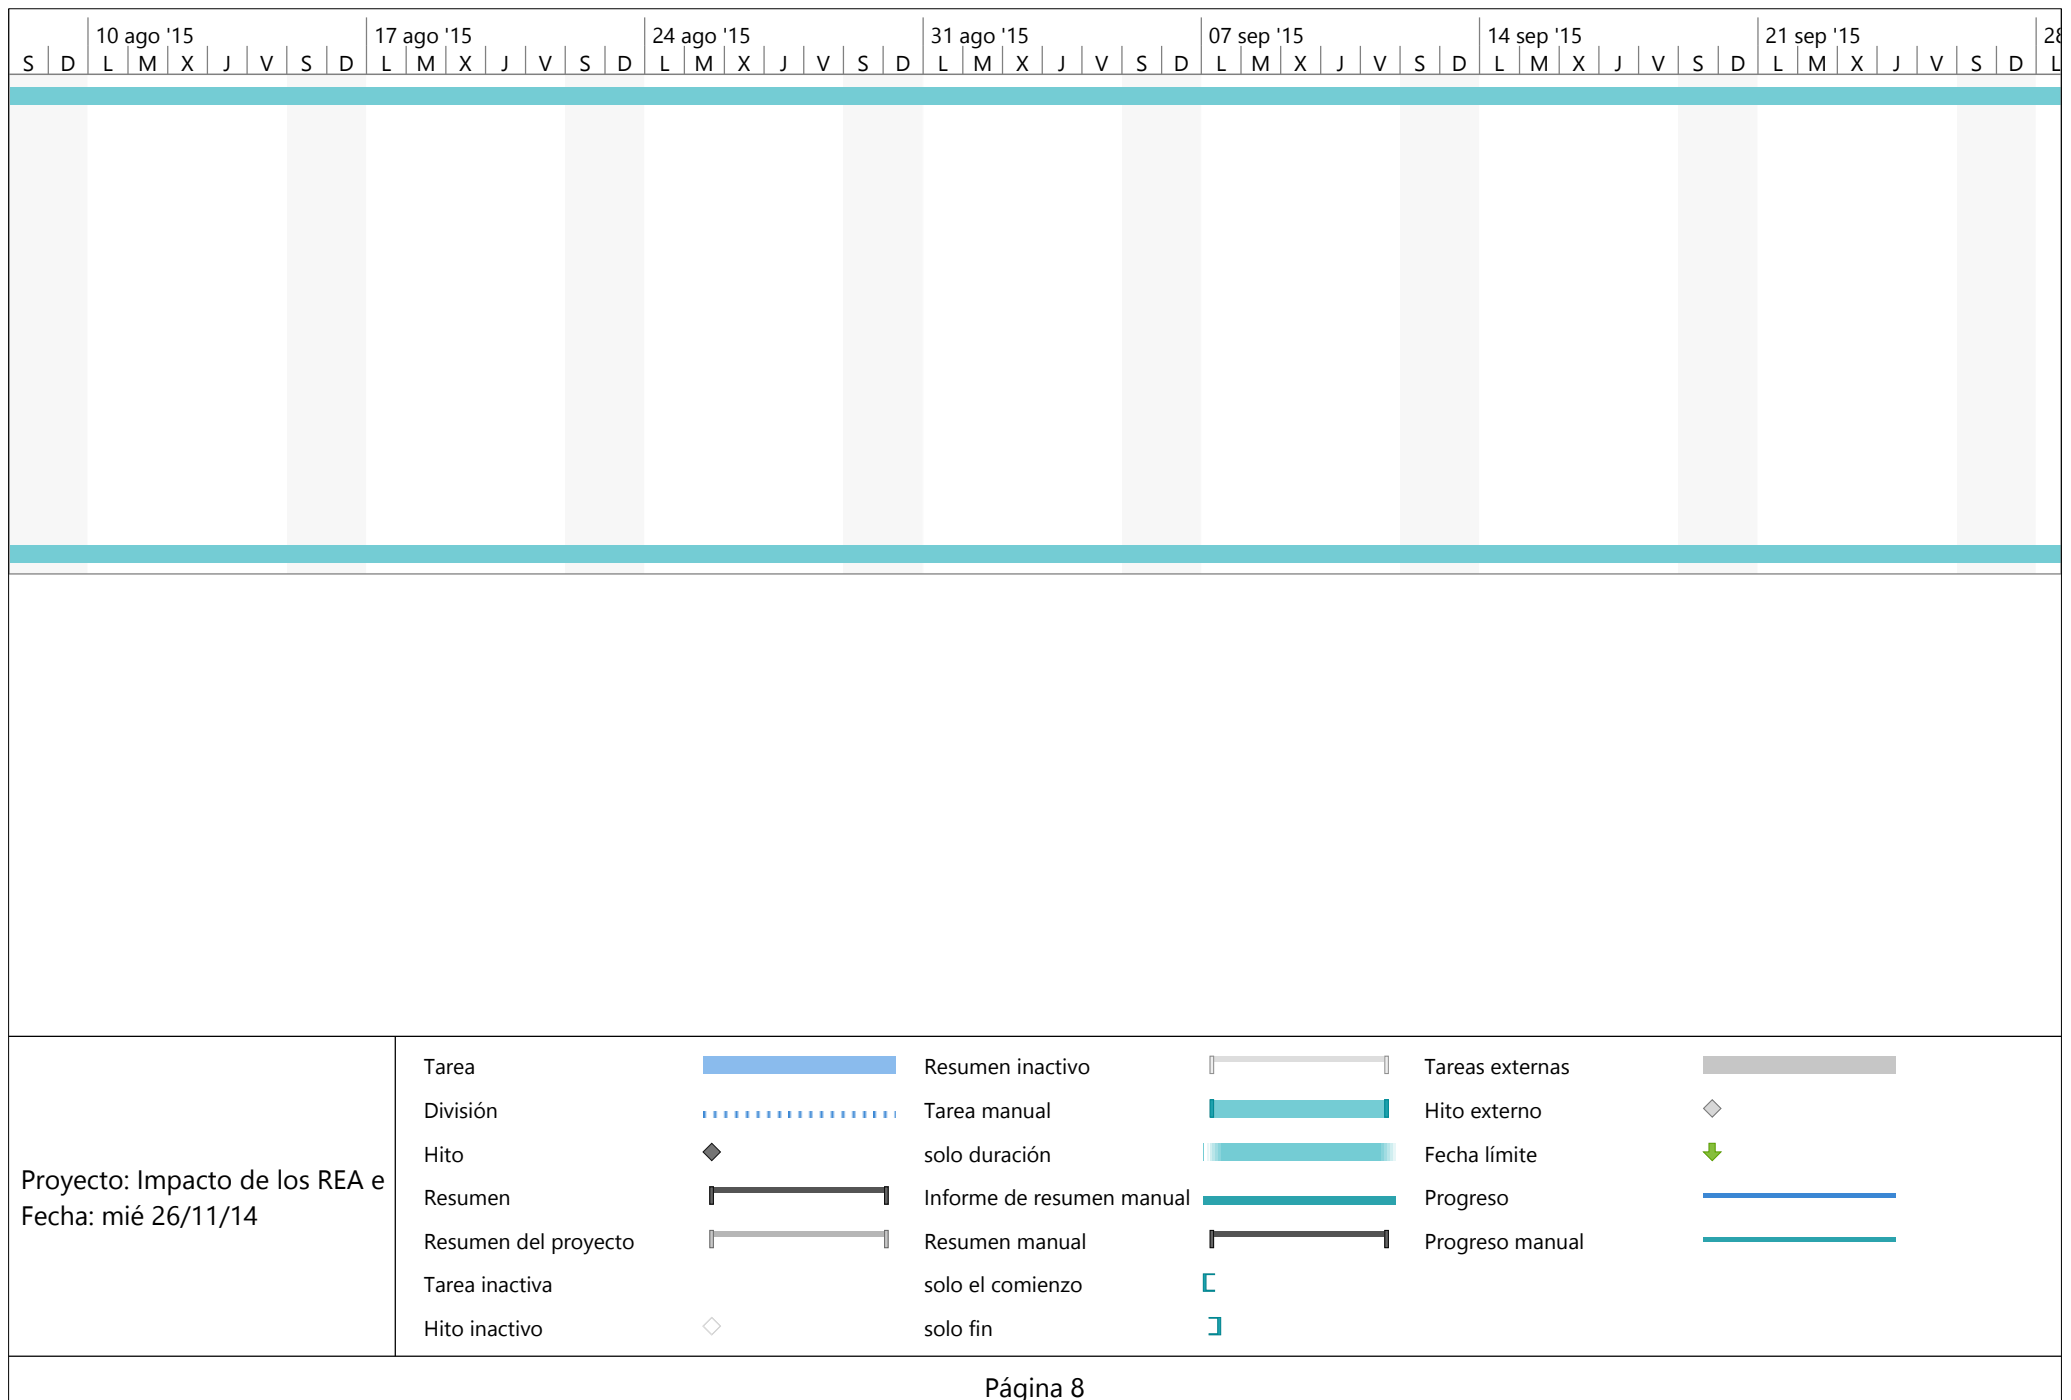 10 ago '15 17 ago '15 24 ago '15 31 ago '15 07 sep '15 14 sep '15 21 sep '15 28
S D L M X J V S D L M X J V S D L M X J V S D L M X J V S D L M X J V S D L M X J V S D L M X J V S D L
Proyecto: Impacto de los REA e
Fecha: mié 26/11/14
Tarea
División
Hito
Resumen
Resumen del proyecto
Tarea inactiva
Hito inactivo
Resumen inactivo
Tarea manual
solo duración
Informe de resumen manual
Resumen manual
solo el comienzo
solo fin
Tareas externas
Hito externo
Fecha límite
Progreso
Progreso manual
Página 8